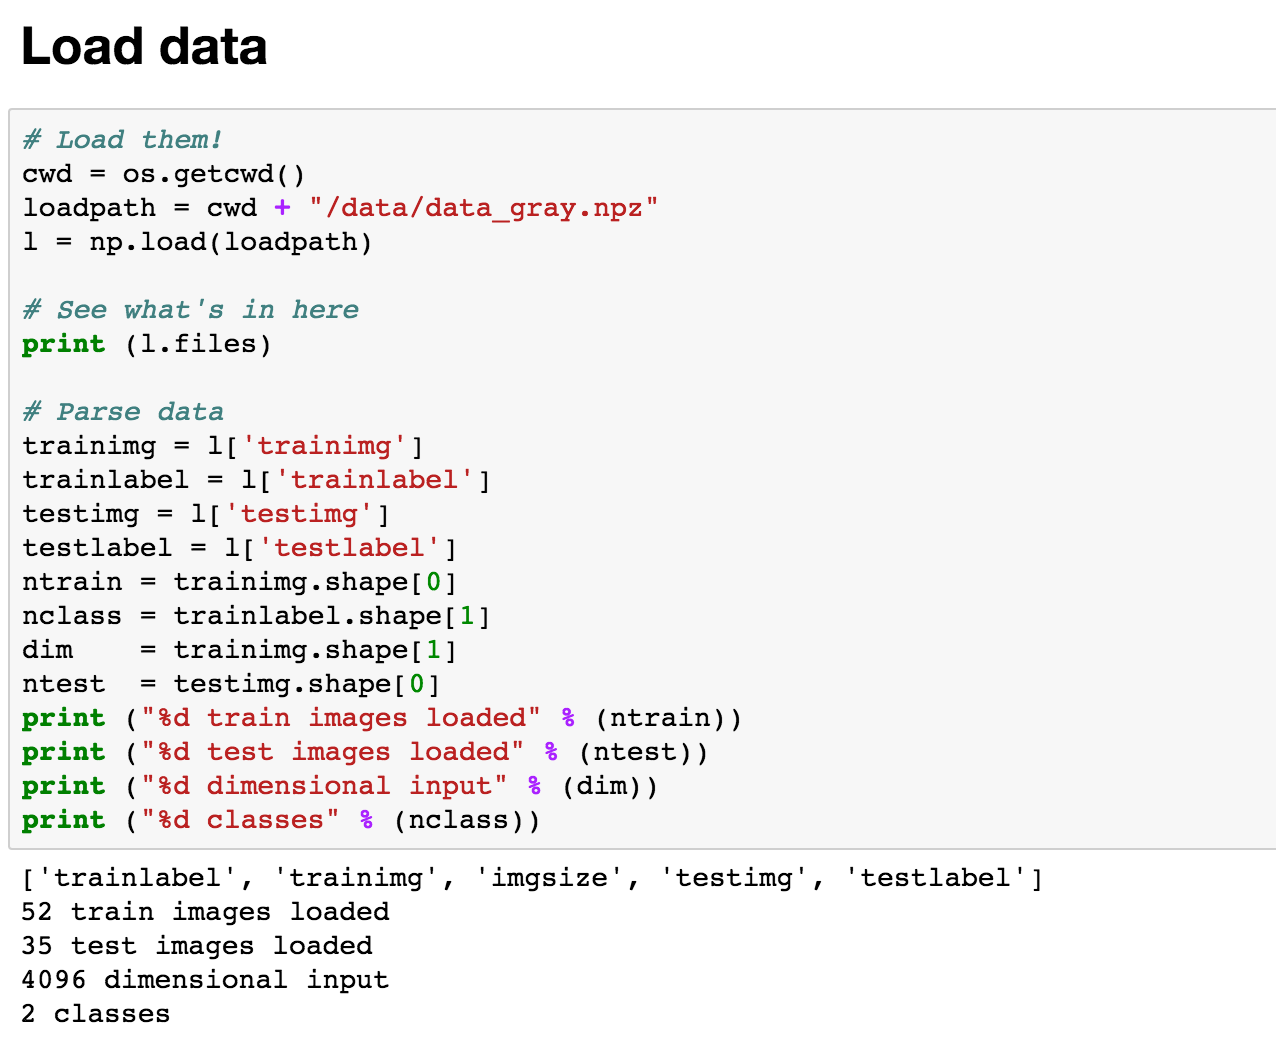 Load data
# Load them!
cwd = os.getcwd()
loadpath = cwd + "/data/data_gray.npz"
l = np.load(loadpath)
# See what's in here
print (l.files)
# Parse data
trainimg = l['trainimg']
trainlabel = l['trainlabel']
testimg = l['testimg']
testlabel = l['testlabel']
ntrain = trainimg.shape[0]
nclass = trainlabel.shape[1]
dim    = trainimg.shape[1]
ntest  = testimg.shape[0]
print ("%d train images loaded" % (ntrain))
print ("%d test images loaded" % (ntest))
print ("%d dimensional input" % (dim))
print ("%d classes" % (nclass))
['trainlabel', 'trainimg', 'imgsize', 'testimg', 'testlabel']
52 train images loaded
35 test images loaded
4096 dimensional input
2 classes